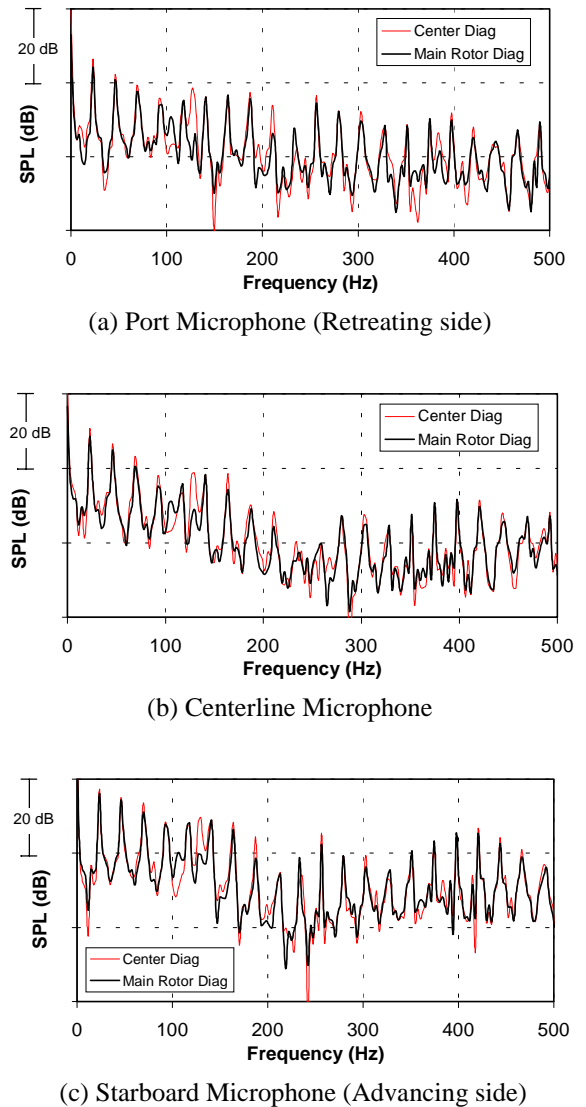 20 dB
SPL (dB)
Center Diag
Main Rotor Diag
0 100 200 300 400 500
Frequency (Hz)
(a) Port Microphone (Retreating side)
20 dB
SPL (dB)
Center Diag
Main Rotor Diag
0 100 200 300 400 500
Frequency (Hz)
(b) Centerline Microphone
20 dB
SPL (dB)
Center Diag
Main Rotor Diag
0 100 200 300 400 500
Frequency (Hz)
(c) Starboard Microphone (Advancing side)